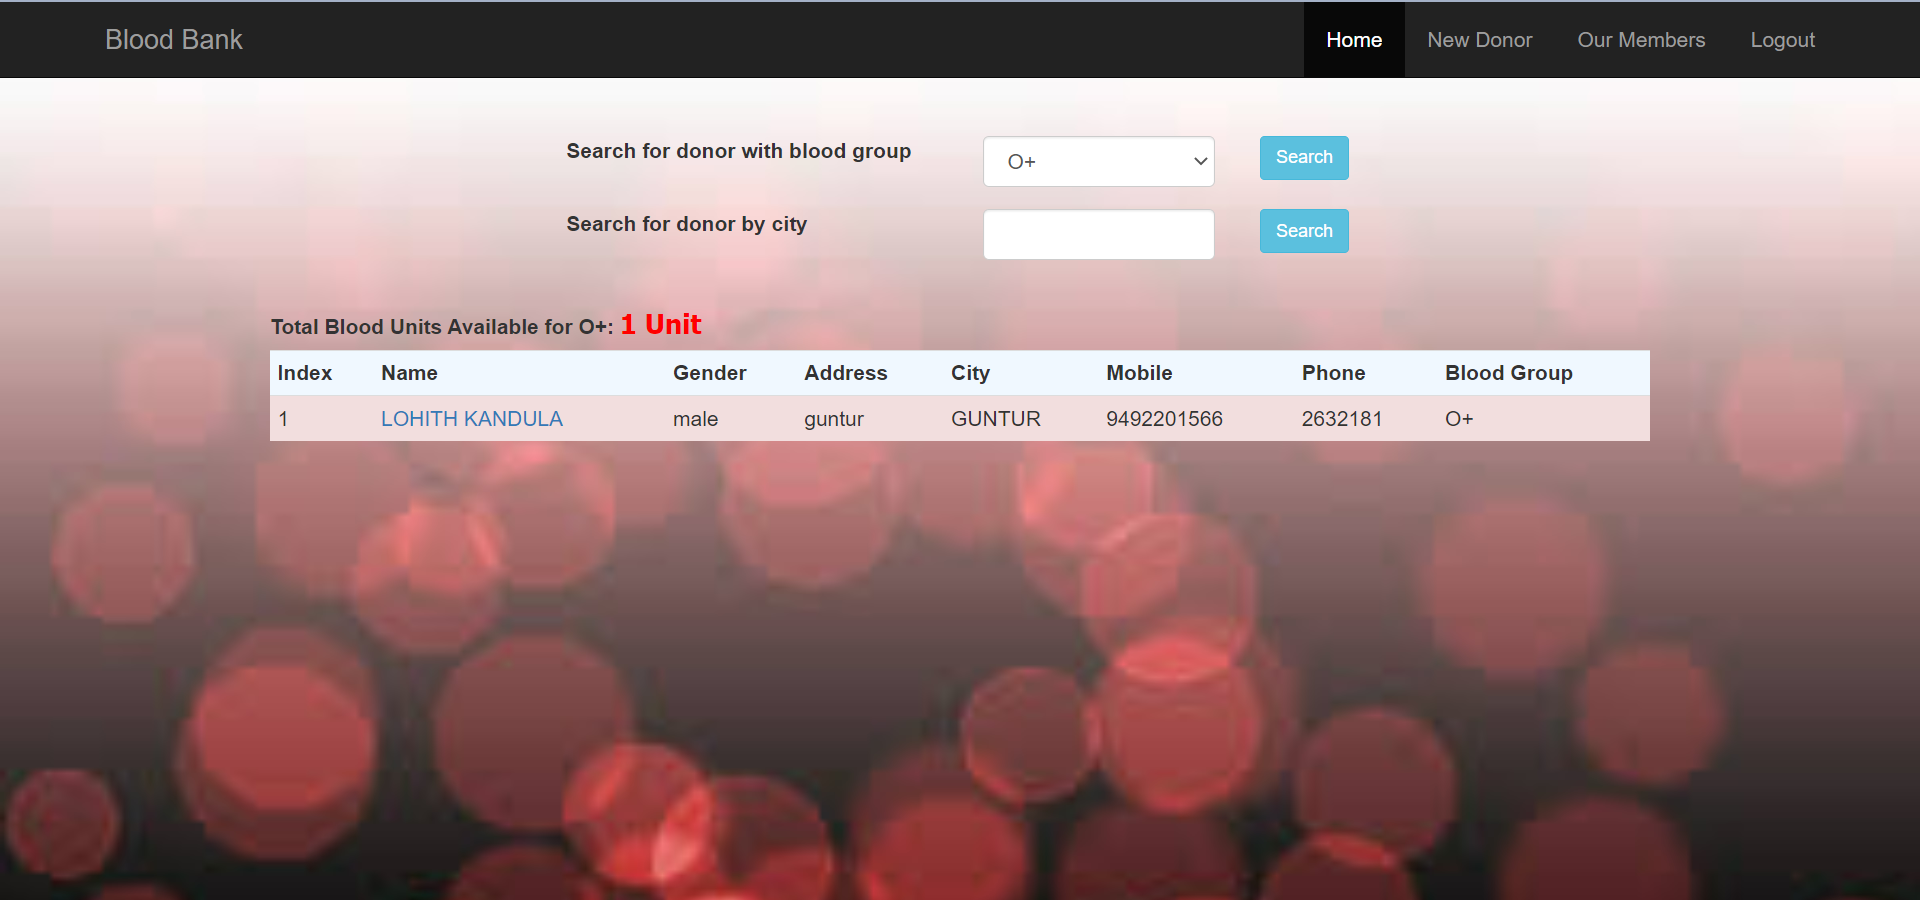 Blood Bank Home New Donor Our Members Logout
Search for donor with blood group O+ Search
Search for donor by city Search
Total Blood Units Available for O+: 1 Unit
Index Name Gender Address City Mobile Phone Blood Group
1 LOHITH KANDULA male guntur GUNTUR 9492201566 2632181 O+